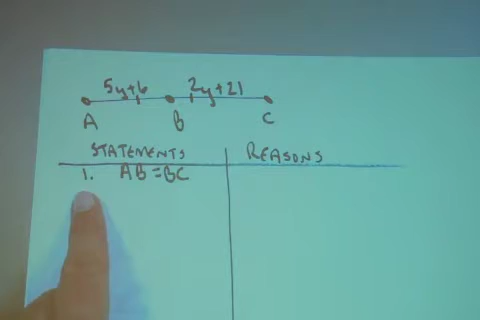 5y+6 2y+21
A B C
STATEMENTS REASONS
1. AB=BC